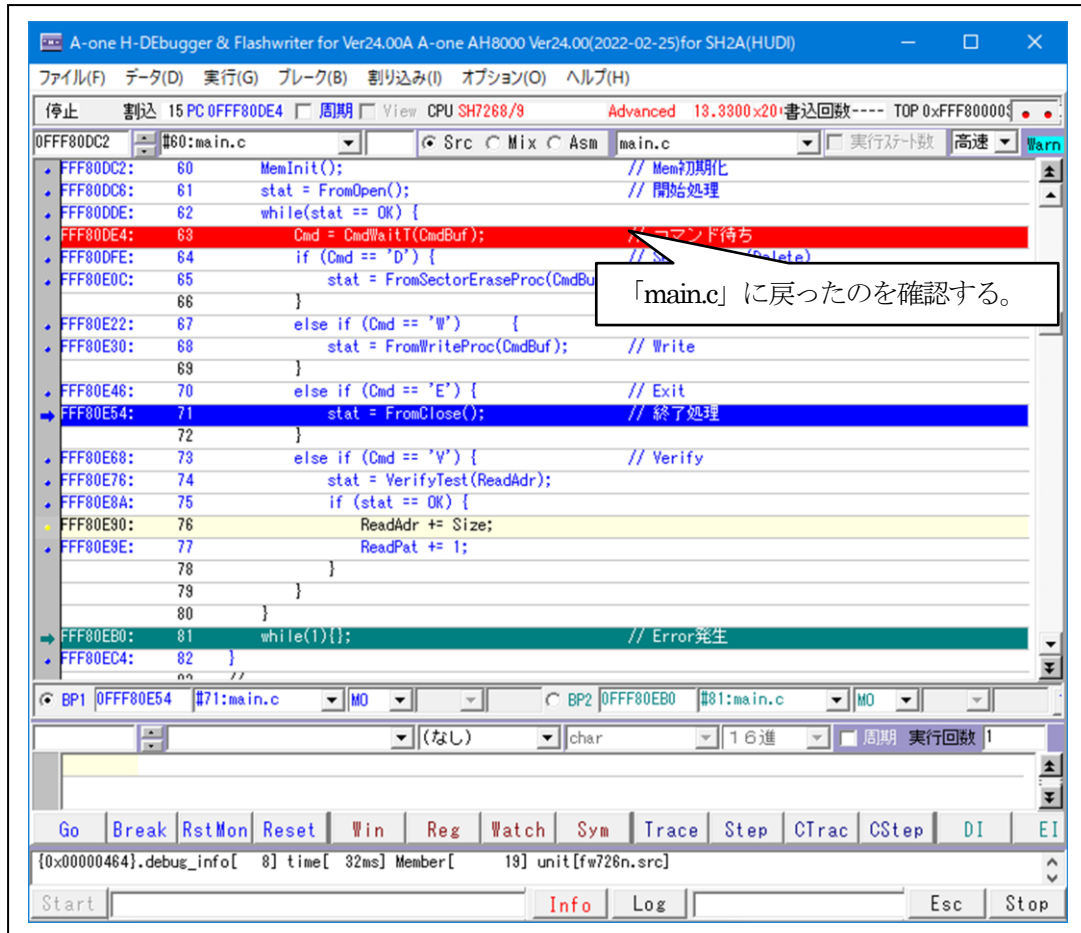 A-one H-DEbugger & Flashwriter for Ver24.00A A-one AH8000 Ver24.00(2022-02-25)for SH2A(HUDI)
ファイル(F) データ(D) 実行(G) ブレーク(B) 割り込み(I) オプション(O) ヘルプ(H)
停止 割込 15 PC 0FFF80DE4 周期 View CPU SH7268/9 Advanced 13.3300×20 書込回数---- TOP 0xFFF80000
0FFF80DC2 #60:main.c Src Mix Asm main.c 実行ステート数 高速 Warn
FFF80DC2: 60 MemInit(); // Mem初期化
FFF80DC6: 61 stat = FromOpen(); // 開始処理
FFF80DDE: 62 while(stat == OK) {
FFF80DE4: 63 Cmd = CmdWaitT(CmdBuf); // コマンド待ち
FFF80DFE: 64 if (Cmd == 'D') {
FFF80E0C: 65 stat = FromSectorEraseProc(CmdBu
「main.c」に戻ったのを確認する。
66 }
FFF80E22: 67 else if (Cmd == 'W') {
FFF80E30: 68 stat = FromWriteProc(CmdBuf); // Write
69 }
FFF80E46: 70 else if (Cmd == 'E') { // Exit
FFF80E54: 71 stat = FromClose(); // 終了処理
72 }
FFF80E68: 73 else if (Cmd == 'V') { // Verify
FFF80E76: 74 stat = VerifyTest(ReadAdr);
FFF80E8A: 75 if (stat == OK) {
FFF80E90: 76 ReadAdr += Size;
FFF80E9E: 77 ReadPat += 1;
78 }
79 }
80 }
FFF80EB0: 81 while(1){}; // Error発生
FFF80EC4: 82 }
BP1 0FFF80E54 #71:main.c MO BP2 0FFF80EB0 #81:main.c MO
(なし) char 16進 周期 実行回数 1
Go Break RstMon Reset Win Reg Watch Sym Trace Step CTrac CStep DI EI
{0x00000464}.debug_info[ 8] time[ 32ms] Member[ 19] unit[fw726n.src]
Start Info Log Esc Stop